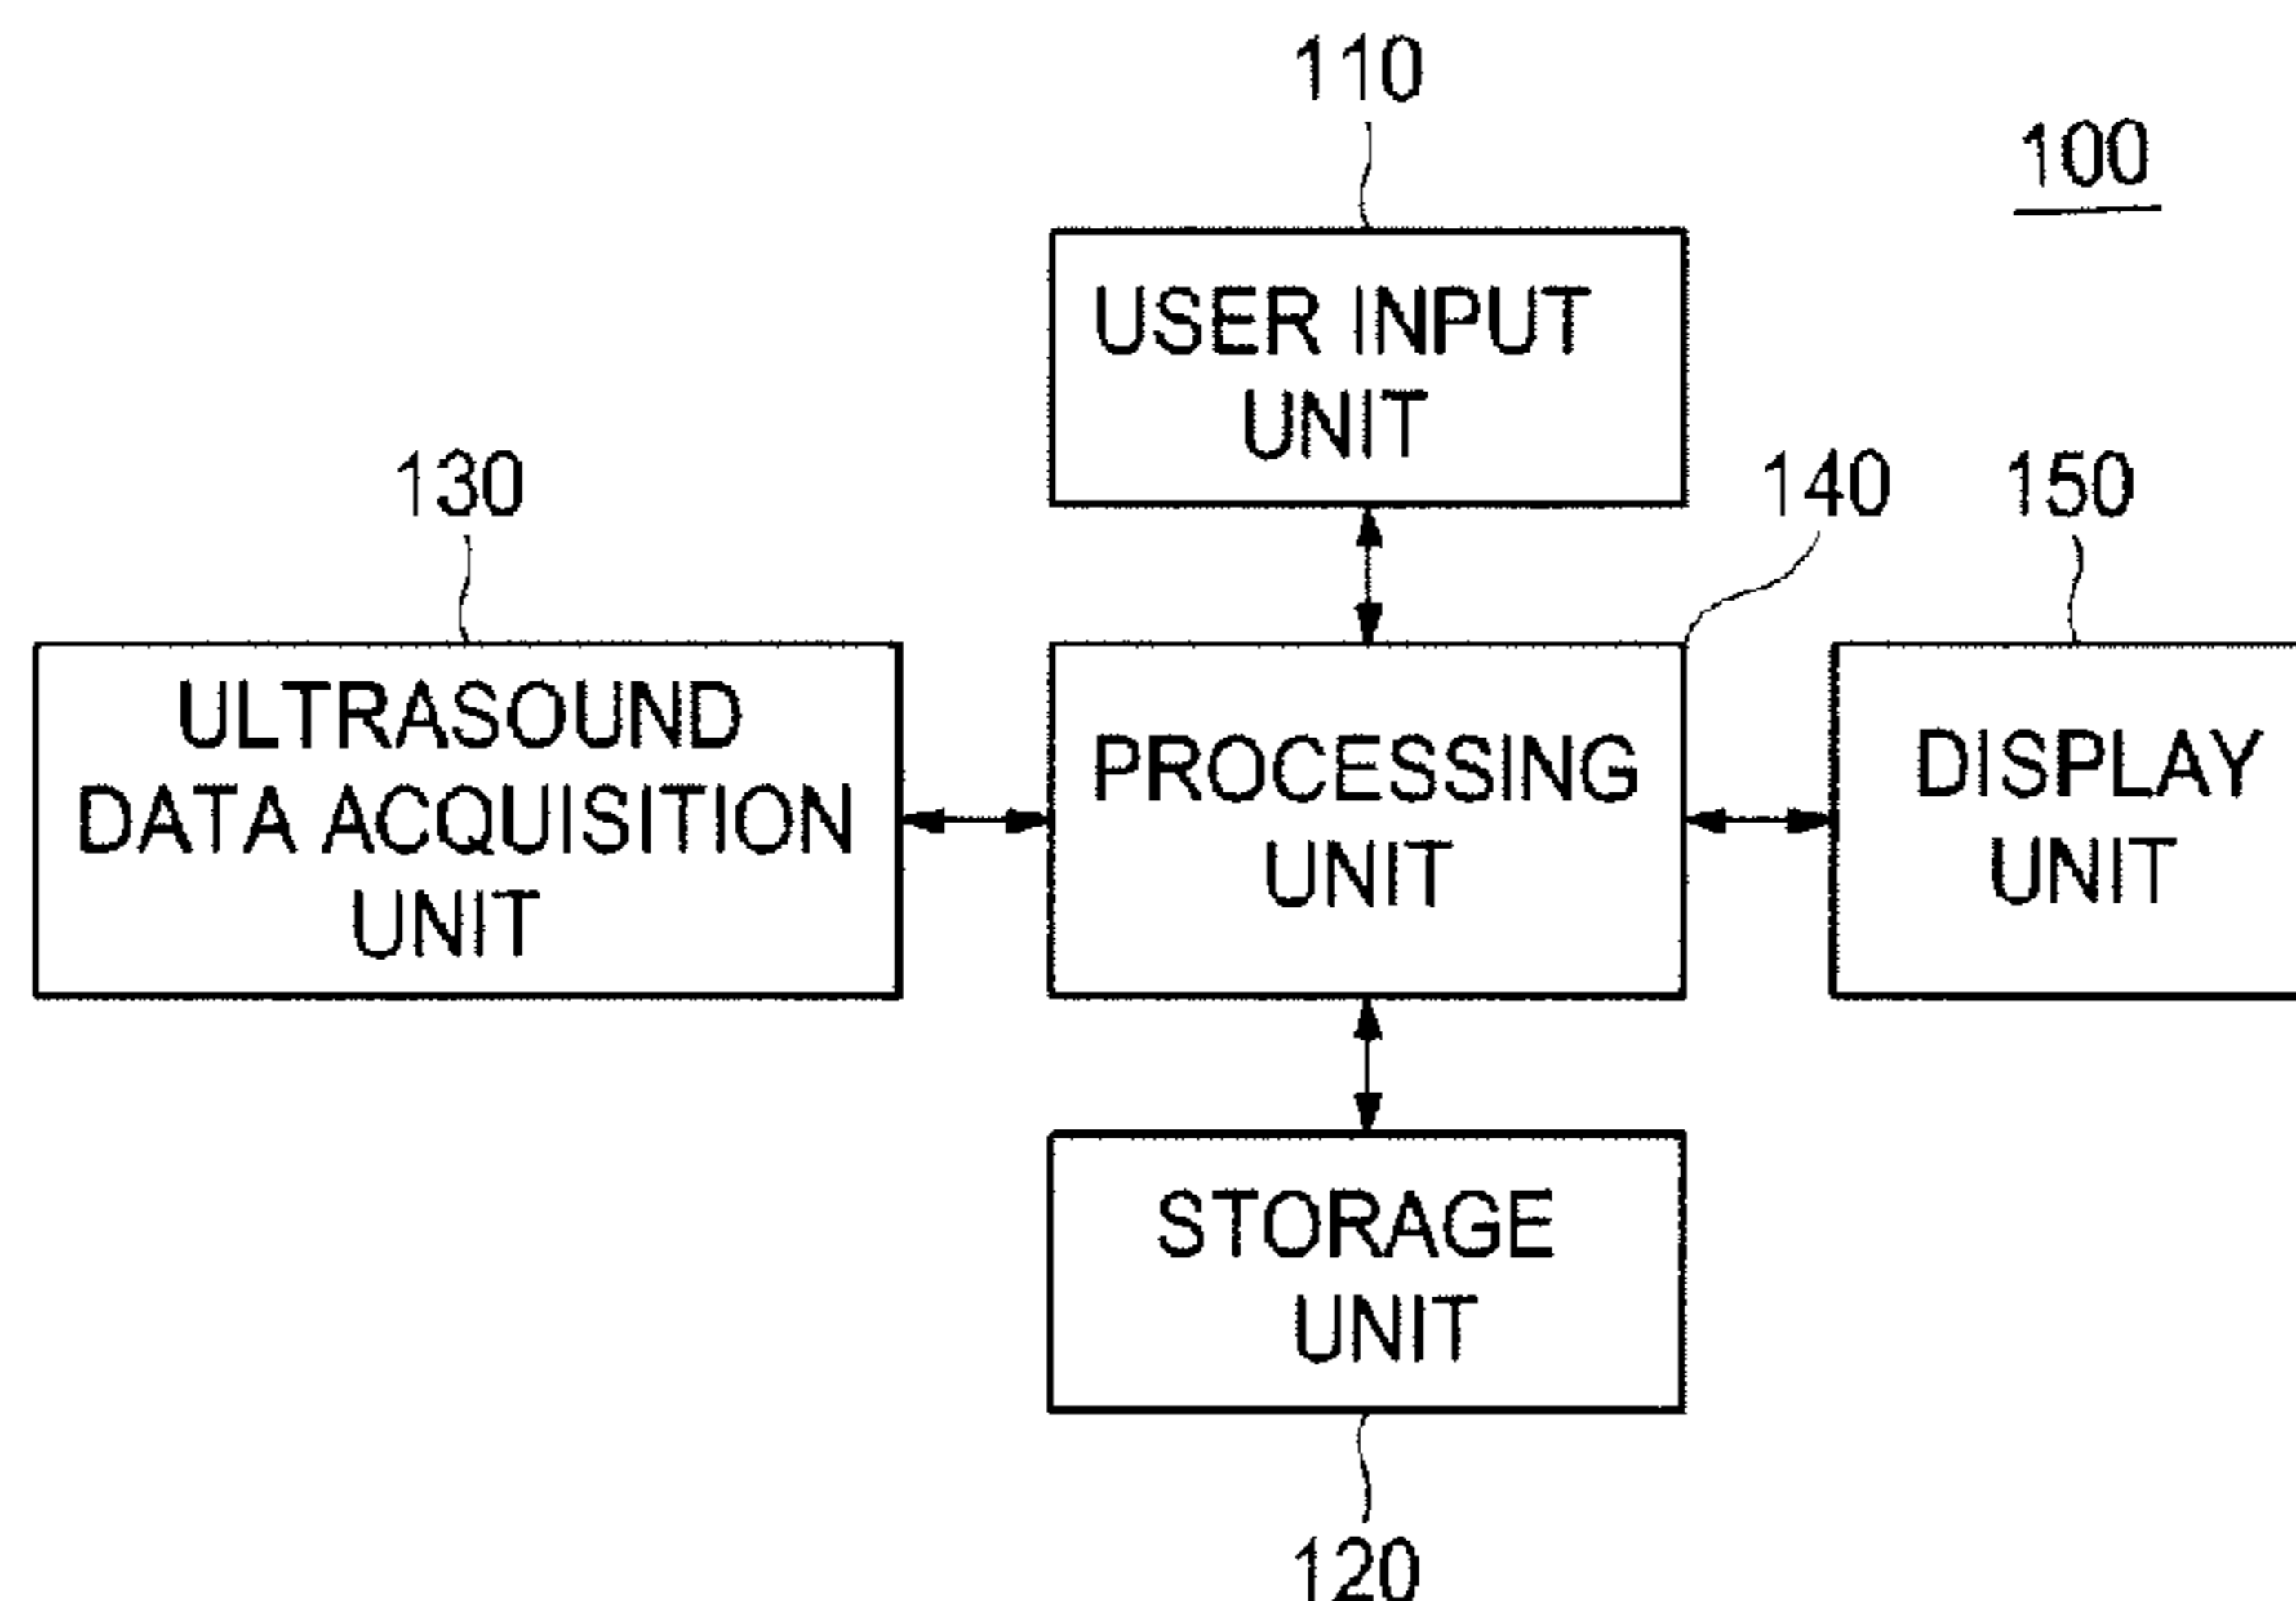 110
100
USER INPUT
UNIT
130
140
150
ULTRASOUND
DATA ACQUISITION
UNIT
PROCESSING
UNIT
DISPLAY
UNIT
STORAGE
UNIT
120